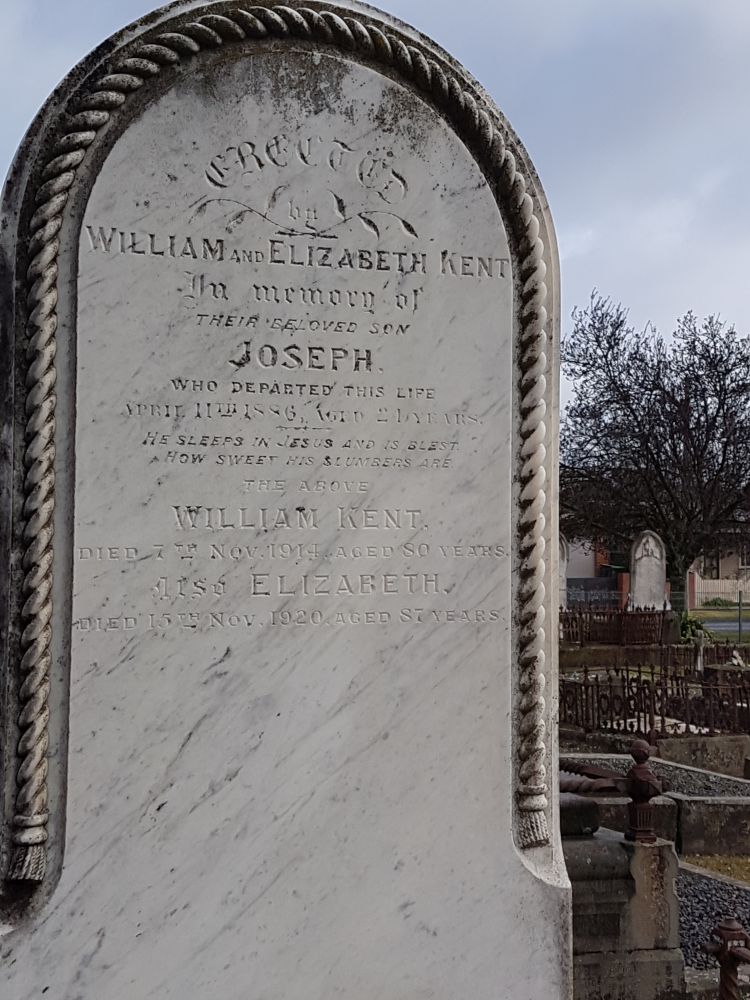 ERECTED
by
WILLIAM AND ELIZABETH KENT
In memory of
THEIR BELOVED SON
JOSEPH.
WHO DEPARTED THIS LIFE
APRIL 11TH 1886, AGED 21 YEARS.
HE SLEEPS IN JESUS AND IS BLEST.
HOW SWEET HIS SLUMBERS ARE.
THE ABOVE
WILLIAM KENT,
DIED 7TH NOV. 1914. AGED 80 YEARS.
Also ELIZABETH.
DIED 15TH NOV. 1920. AGED 87 YEARS.